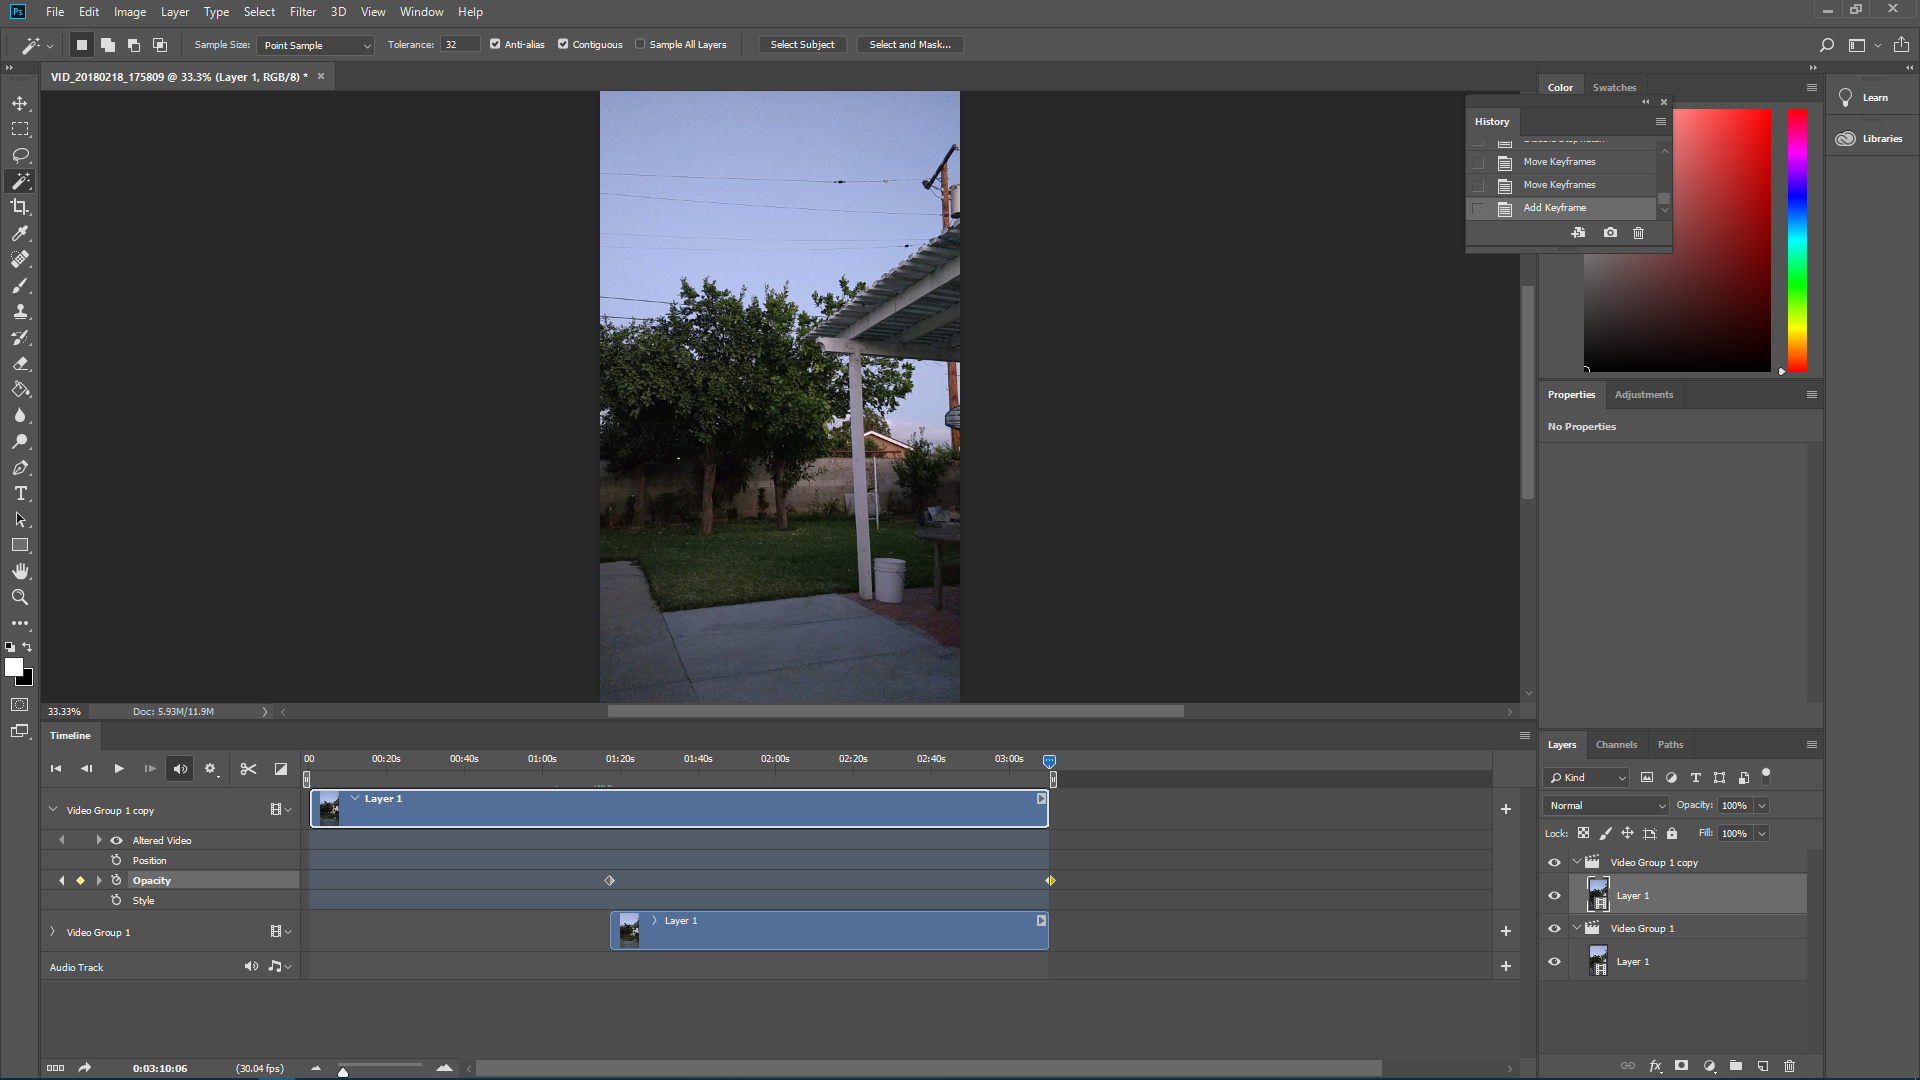 Ps File Edit Image Layer Type Select Filter 3D View Window Help
Sample Size: Point Sample Tolerance: 32 Anti-alias Contiguous Sample All Layers Select Subject Select and Mask...
VID_20180218_175809 @ 33.3% (Layer 1, RGB/8) *
Color Swatches
Learn
Libraries
History
Move Keyframes
Move Keyframes
Add Keyframe
Properties Adjustments
No Properties
33.33% Doc: 5.93M/11.9M
Timeline
00 00:20s 00:40s 01:00s 01:20s 01:40s 02:00s 02:20s 02:40s 03:00s
Video Group 1 copy
Layer 1
Altered Video
Position
Opacity
Style
Video Group 1
Layer 1
Audio Track
0:03:10:06 (30.04 fps)
Layers Channels Paths
Kind
Normal Opacity: 100%
Lock: Fill: 100%
Video Group 1 copy
Layer 1
Video Group 1
Layer 1